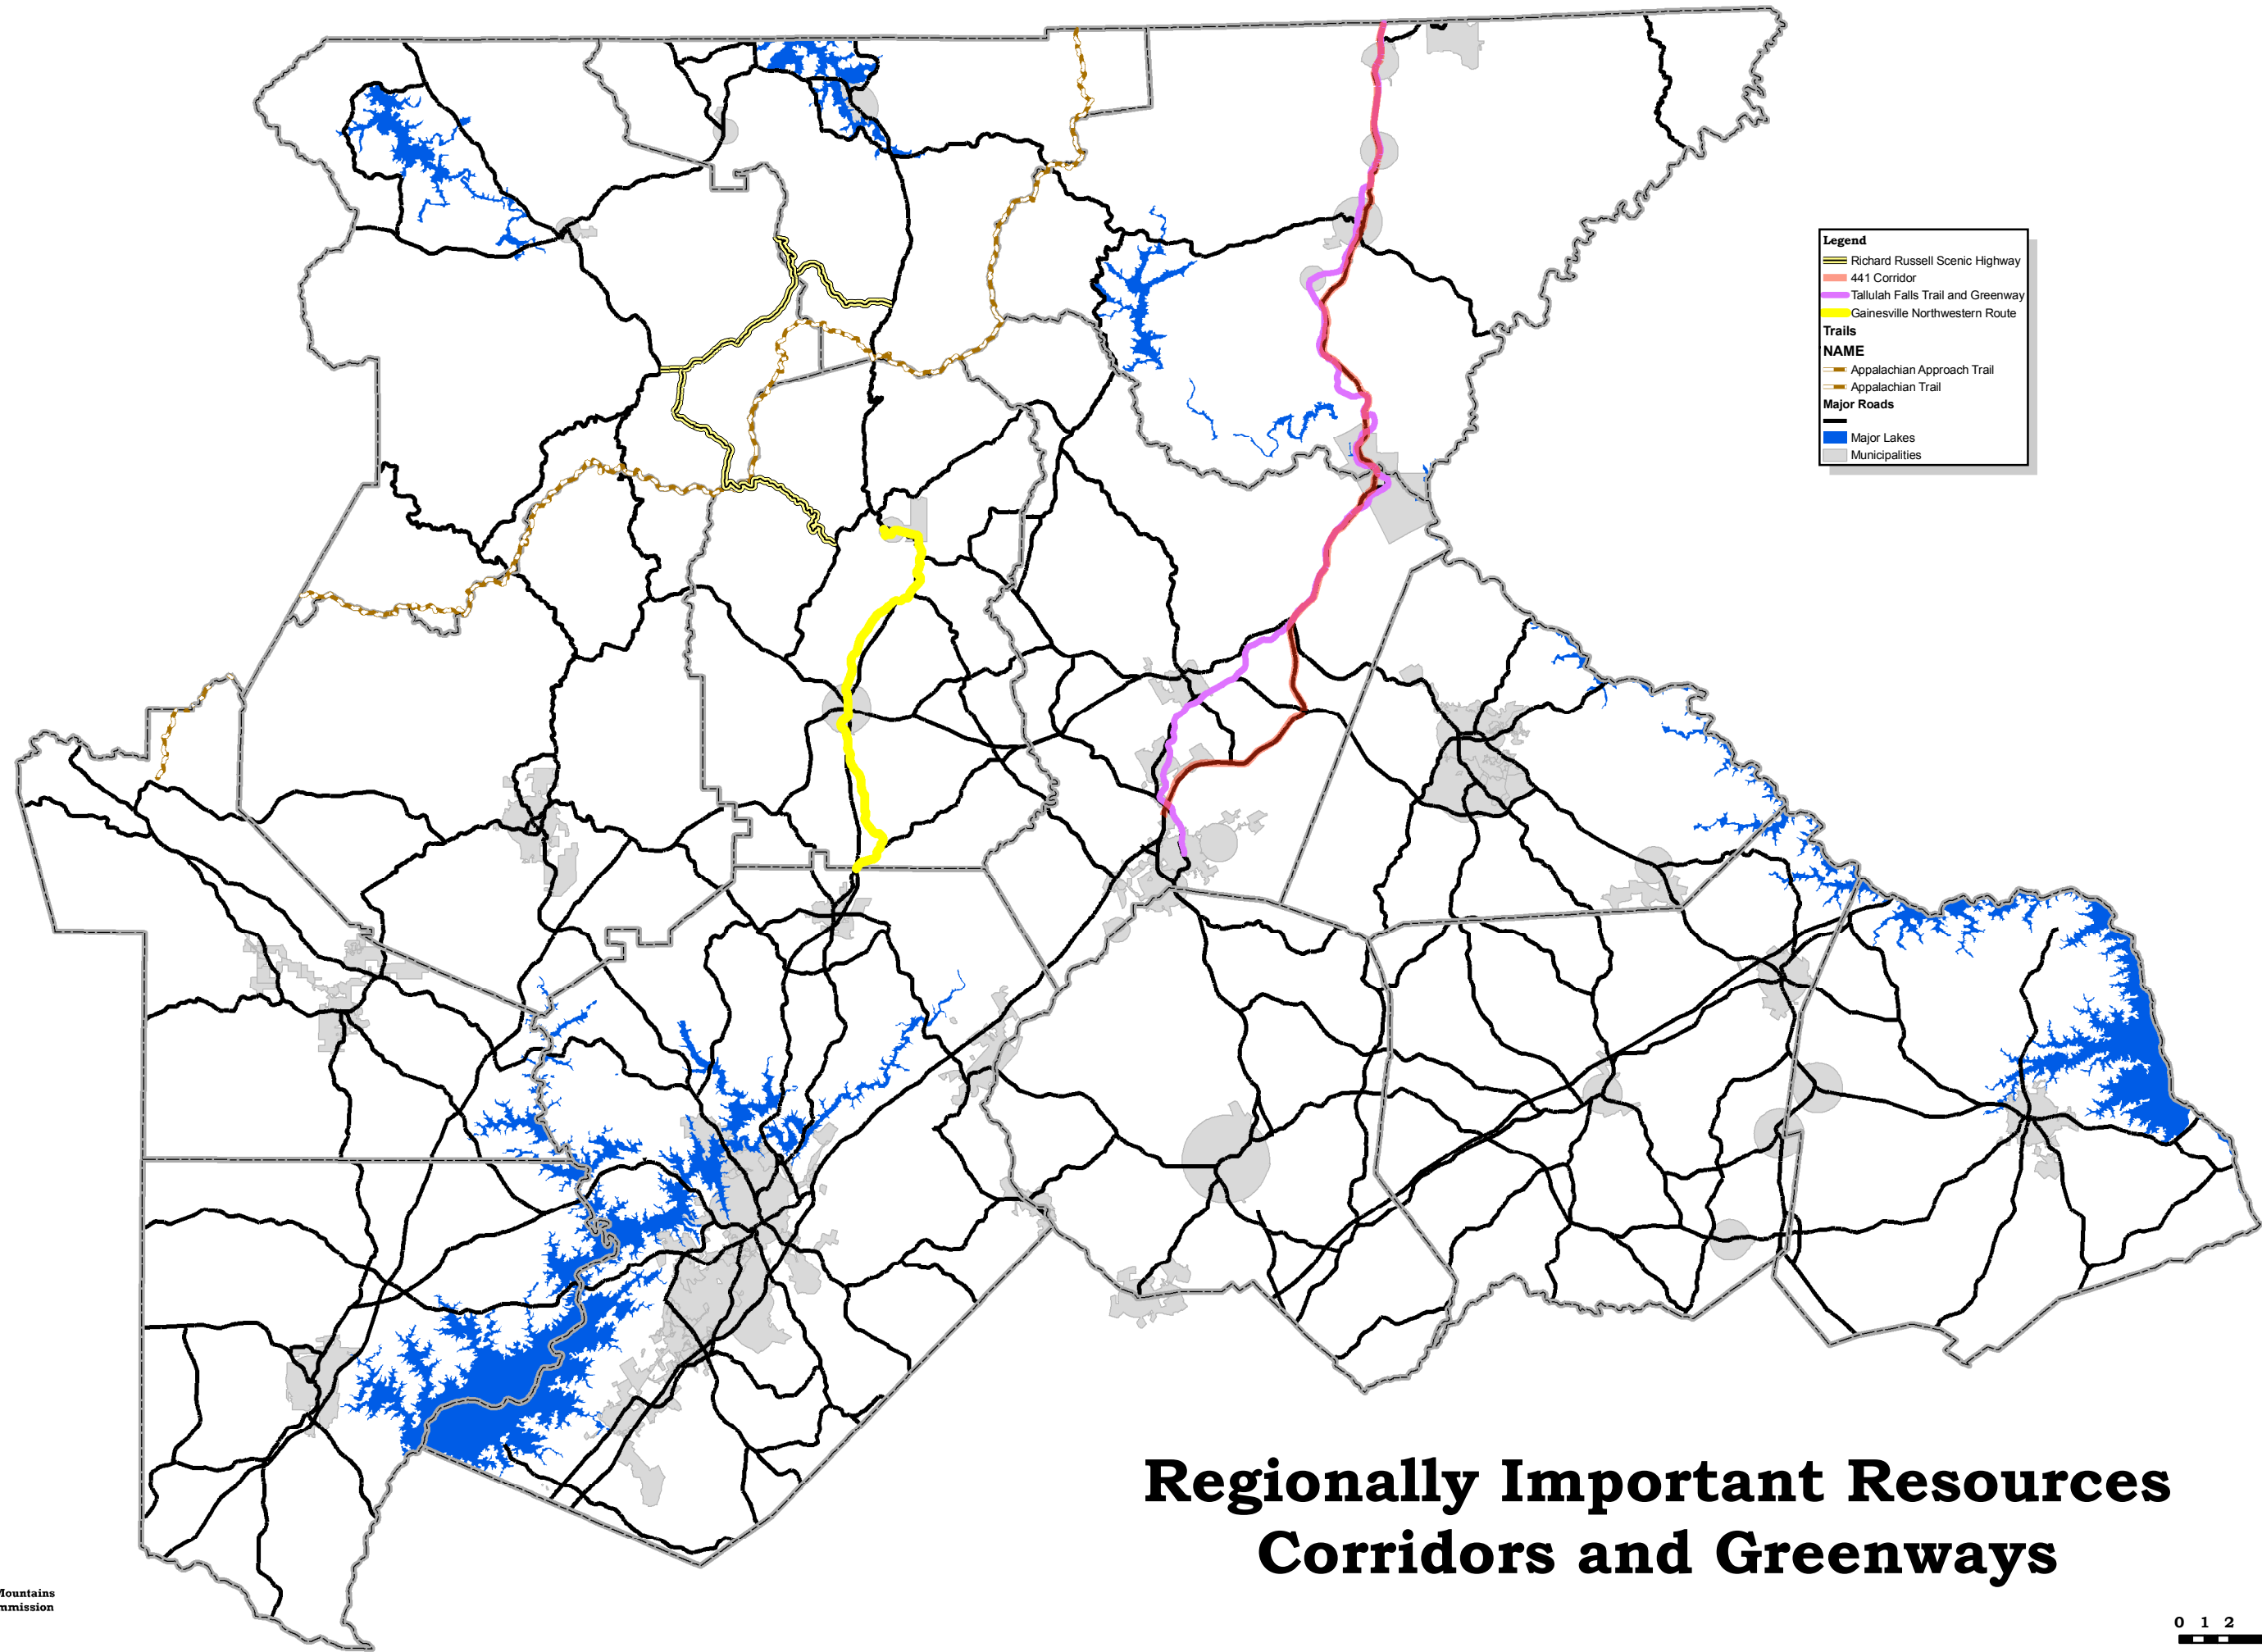 Legend
Richard Russell Scenic Highway
441 Corridor
Tallulah Falls Trail and Greenway
Gainesville Northwestern Route
Trails
NAME
Appalachian Approach Trail
Appalachian Trail
Major Roads
Major Lakes
Municipalities
Regionally Important Resources
Corridors and Greenways
Mountains
mmission
0 1 2